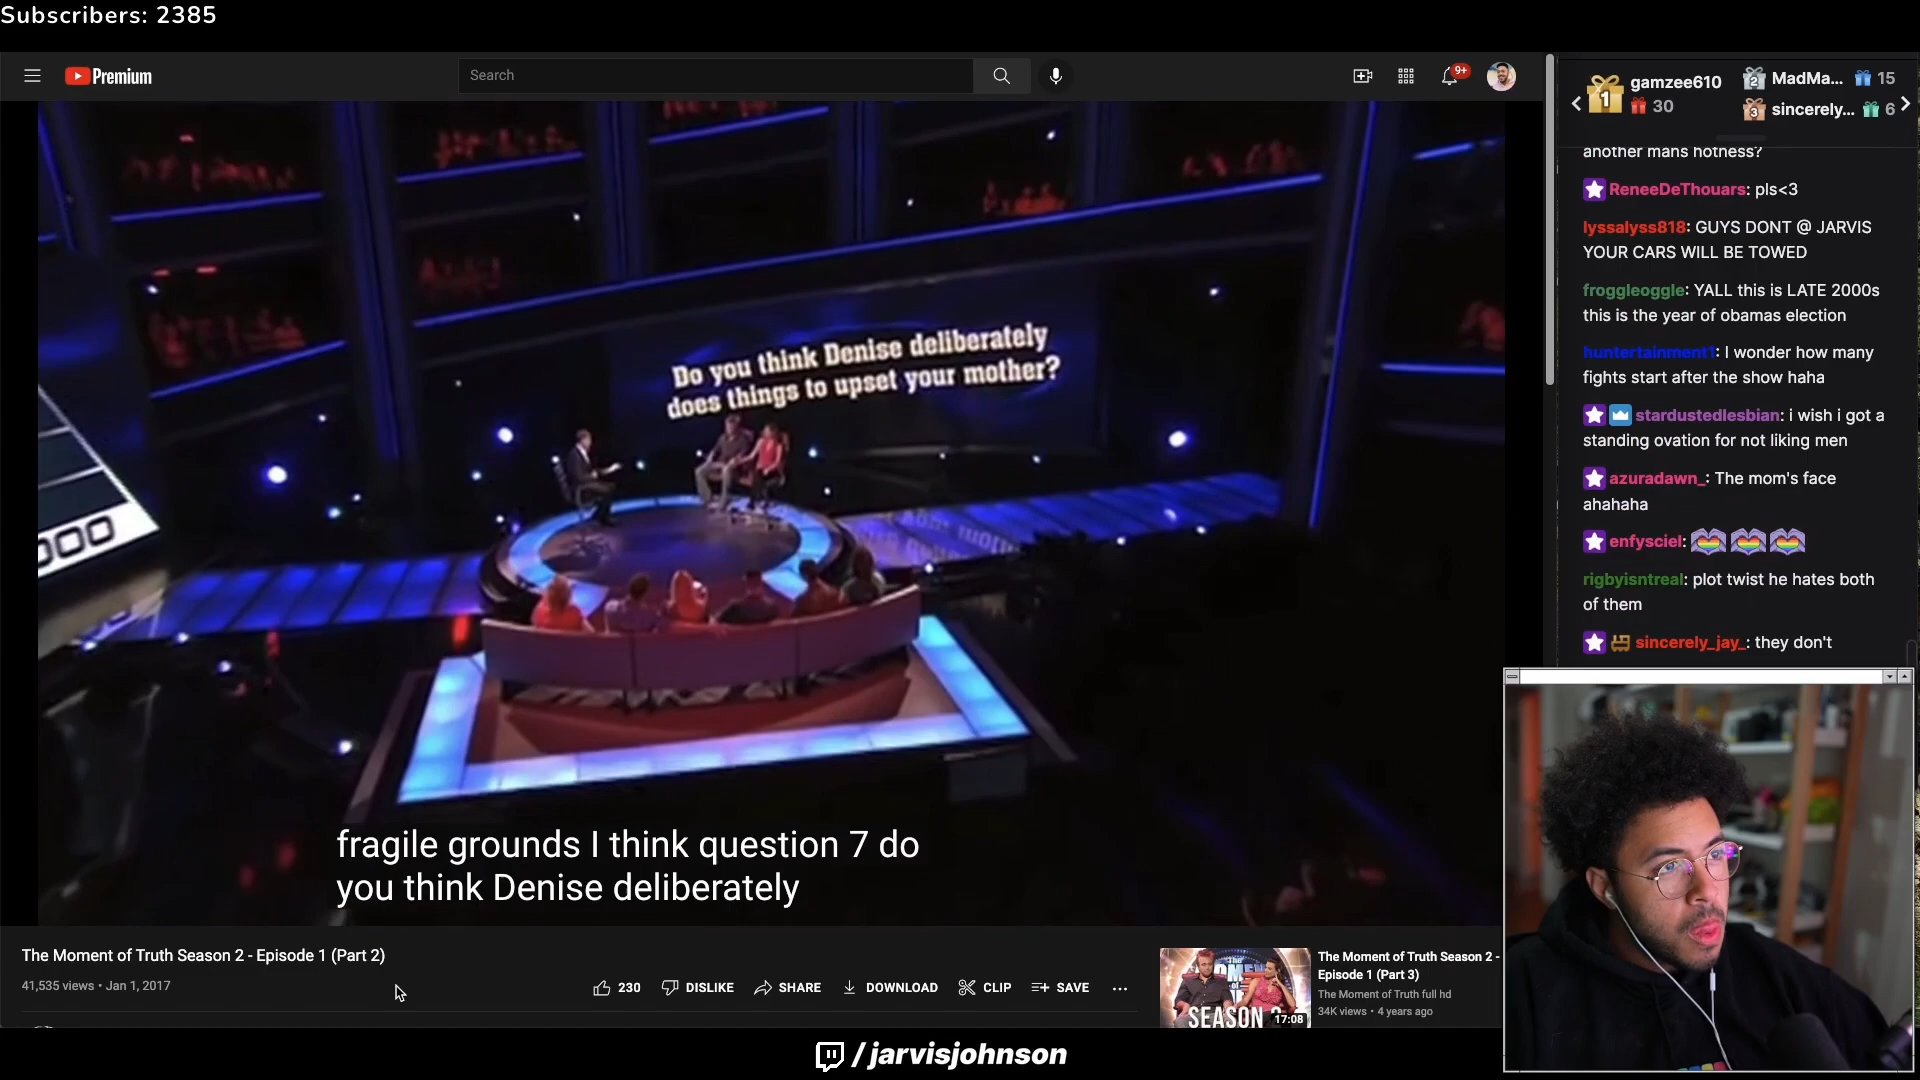 Subscribers: 2385
Premium
Search
9+
1
gamzee610
30
2
MadMa...
15
3
sincerely...
6
another mans hotness?
ReneeDeThouars: pls<3
lyssalyss818: GUYS DONT @ JARVIS
YOUR CARS WILL BE TOWED
froggleoggle: YALL this is LATE 2000s
this is the year of obamas election
huntertainment1: I wonder how many
fights start after the show haha
stardustedlesbian: i wish i got a
standing ovation for not liking men
azuradawn_: The mom's face
ahahaha
enfysciel:
rigbyisntreal: plot twist he hates both
of them
sincerely_jay_: they don't
Do you think Denise deliberately
does things to upset your mother?
000
fragile grounds I think question 7 do
you think Denise deliberately
The Moment of Truth Season 2 - Episode 1 (Part 2)
41,535 views • Jan 1, 2017
230
DISLIKE
SHARE
DOWNLOAD
CLIP
SAVE
SEASON
17:08
The Moment of Truth Season 2 -
Episode 1 (Part 3)
The Moment of Truth full hd
34K views • 4 years ago
/jarvisjohnson